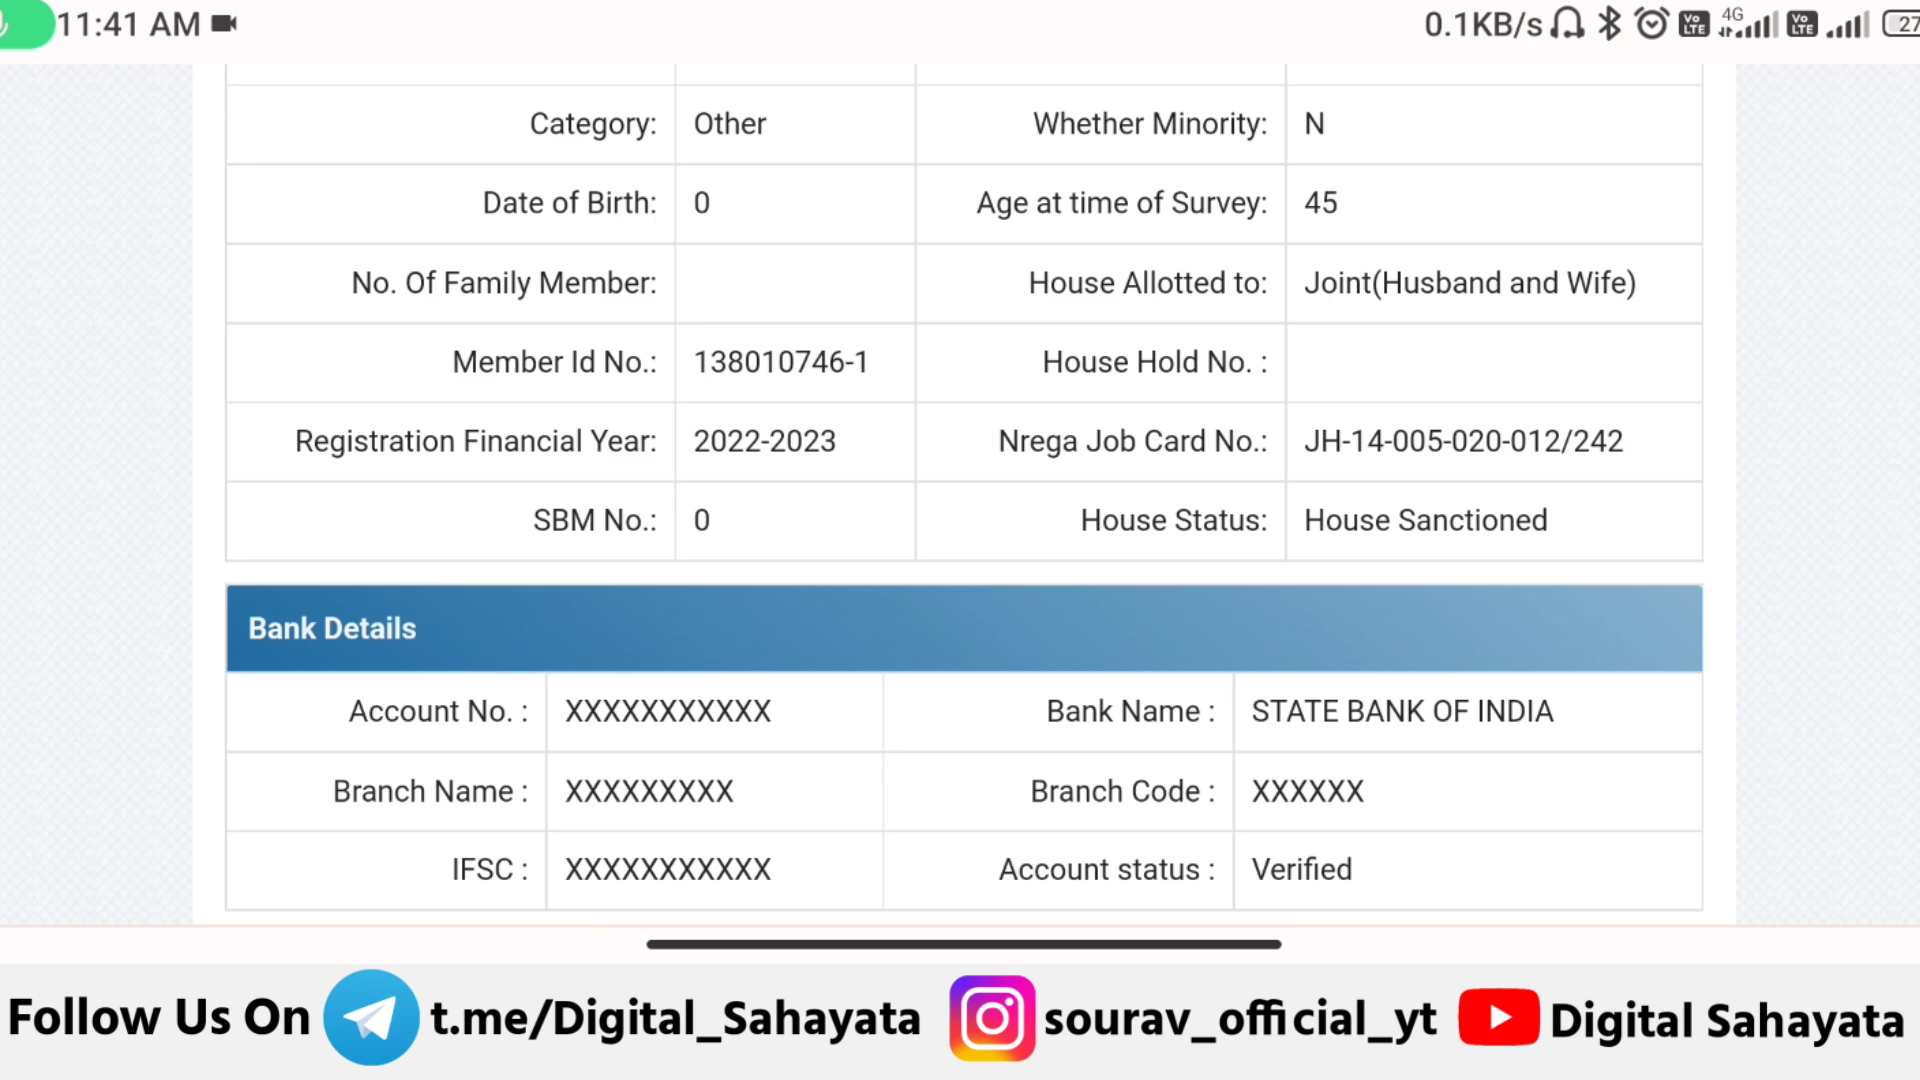 11:41 AM 0.1KB/s Vo LTE 4G Vo LTE 27
Category: Other Whether Minority: N
Date of Birth: 0 Age at time of Survey: 45
No. Of Family Member: House Allotted to: Joint(Husband and Wife)
Member Id No.: 138010746-1 House Hold No. :
Registration Financial Year: 2022-2023 Nrega Job Card No.: JH-14-005-020-012/242
SBM No.: 0 House Status: House Sanctioned
Bank Details
Account No. : XXXXXXXXXXX Bank Name : STATE BANK OF INDIA
Branch Name : XXXXXXXXX Branch Code : XXXXXX
IFSC : XXXXXXXXXXX Account status : Verified
Follow Us On t.me/Digital_Sahayata sourav_official_yt Digital Sahayata